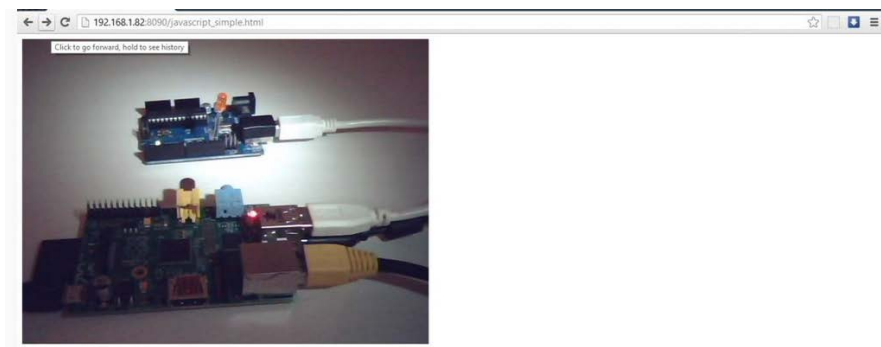 192.168.1.82:8090/javascript_simple.html
Click to go forward, hold to see history